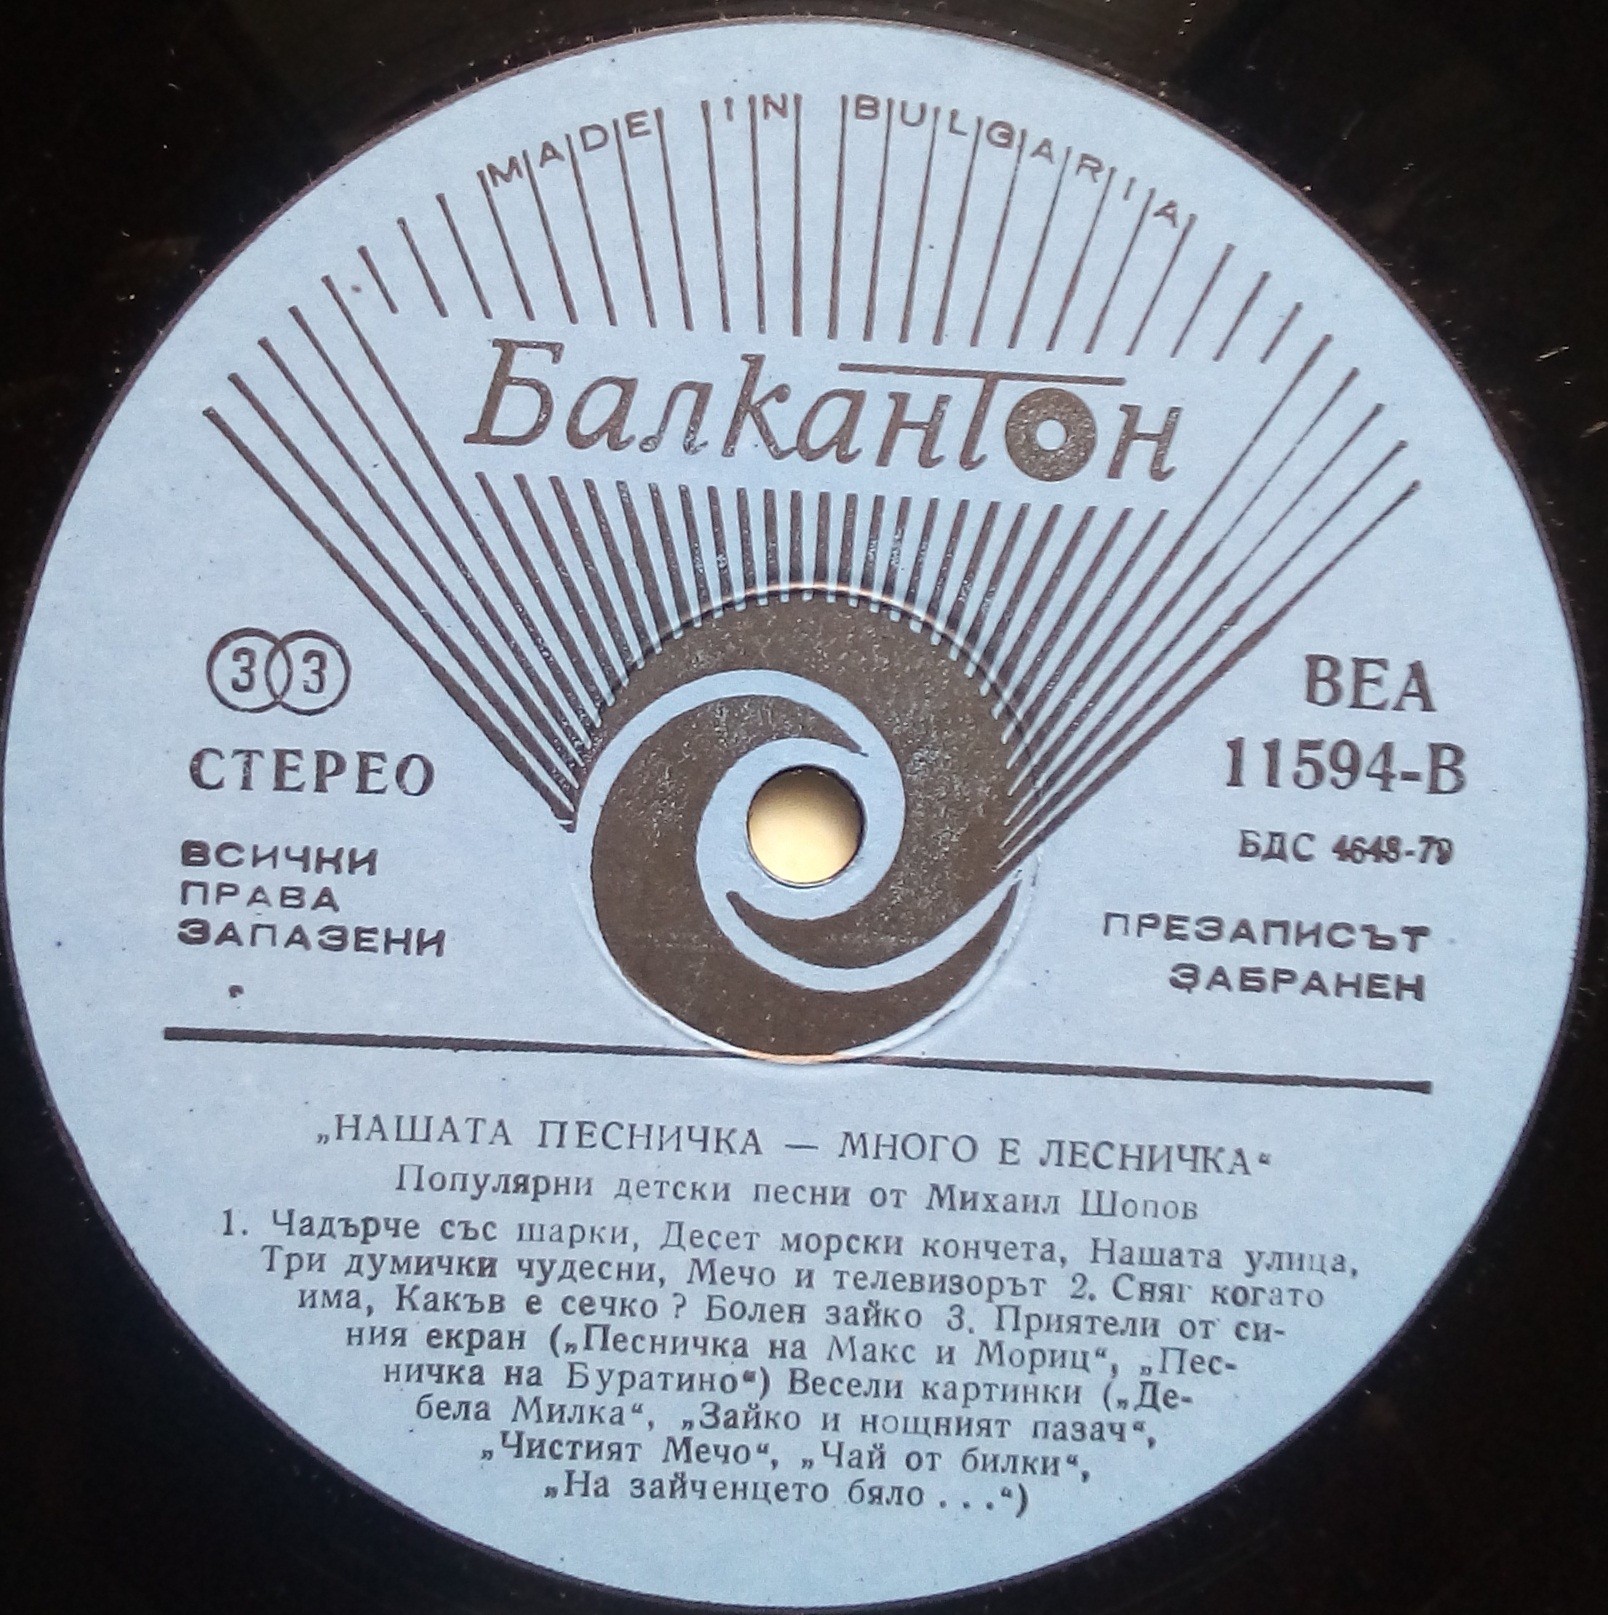 MADE IN BULGARIA
Балкантон
33
СТЕРЕО
ВСИЧКИ
ПРАВА
ЗАПАЗЕНИ
ВЕА
11594-В
БДС 4648-79
ПРЕЗАПИСЪТ
ЗАБРАНЕН
„НАШАТА ПЕСНИЧКА — МНОГО Е ЛЕСНИЧКА“
Популярни детски песни от Михаил Шопов
1. Чадърче със шарки, Десет морски кончета, Нашата улица,
Три думички чудесни, Мечо и телевизорът 2. Сняг когато
има, Какъв е сечко ? Болен зайко 3. Приятели от си-
ния екран („Песничка на Макс и Мориц“, „Пес-
ничка на Буратино“) Весели картинки („Де-
бела Милка“, „Зайко и нощният пазач“,
„Чистият Мечо“, „Чай от билки“,
„На зайченцето бяло . . .“)